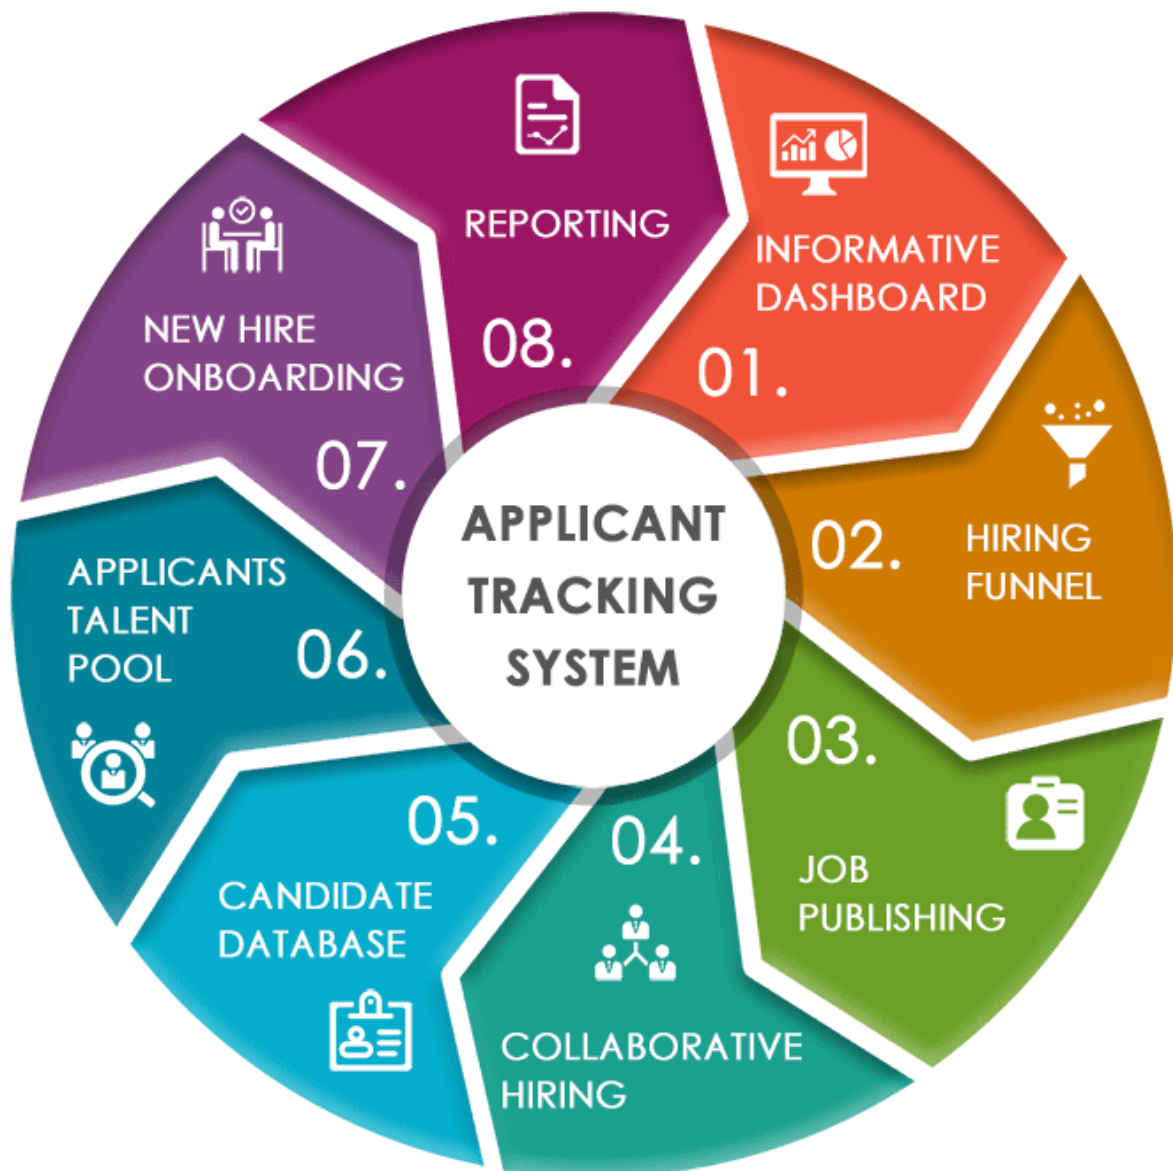 APPLICANT
TRACKING
SYSTEM
INFORMATIVE
DASHBOARD
01.
02.
HIRING
FUNNEL
03.
JOB
PUBLISHING
04.
COLLABORATIVE
HIRING
05.
CANDIDATE
DATABASE
APPLICANTS
TALENT
POOL
06.
NEW HIRE
ONBOARDING
07.
REPORTING
08.